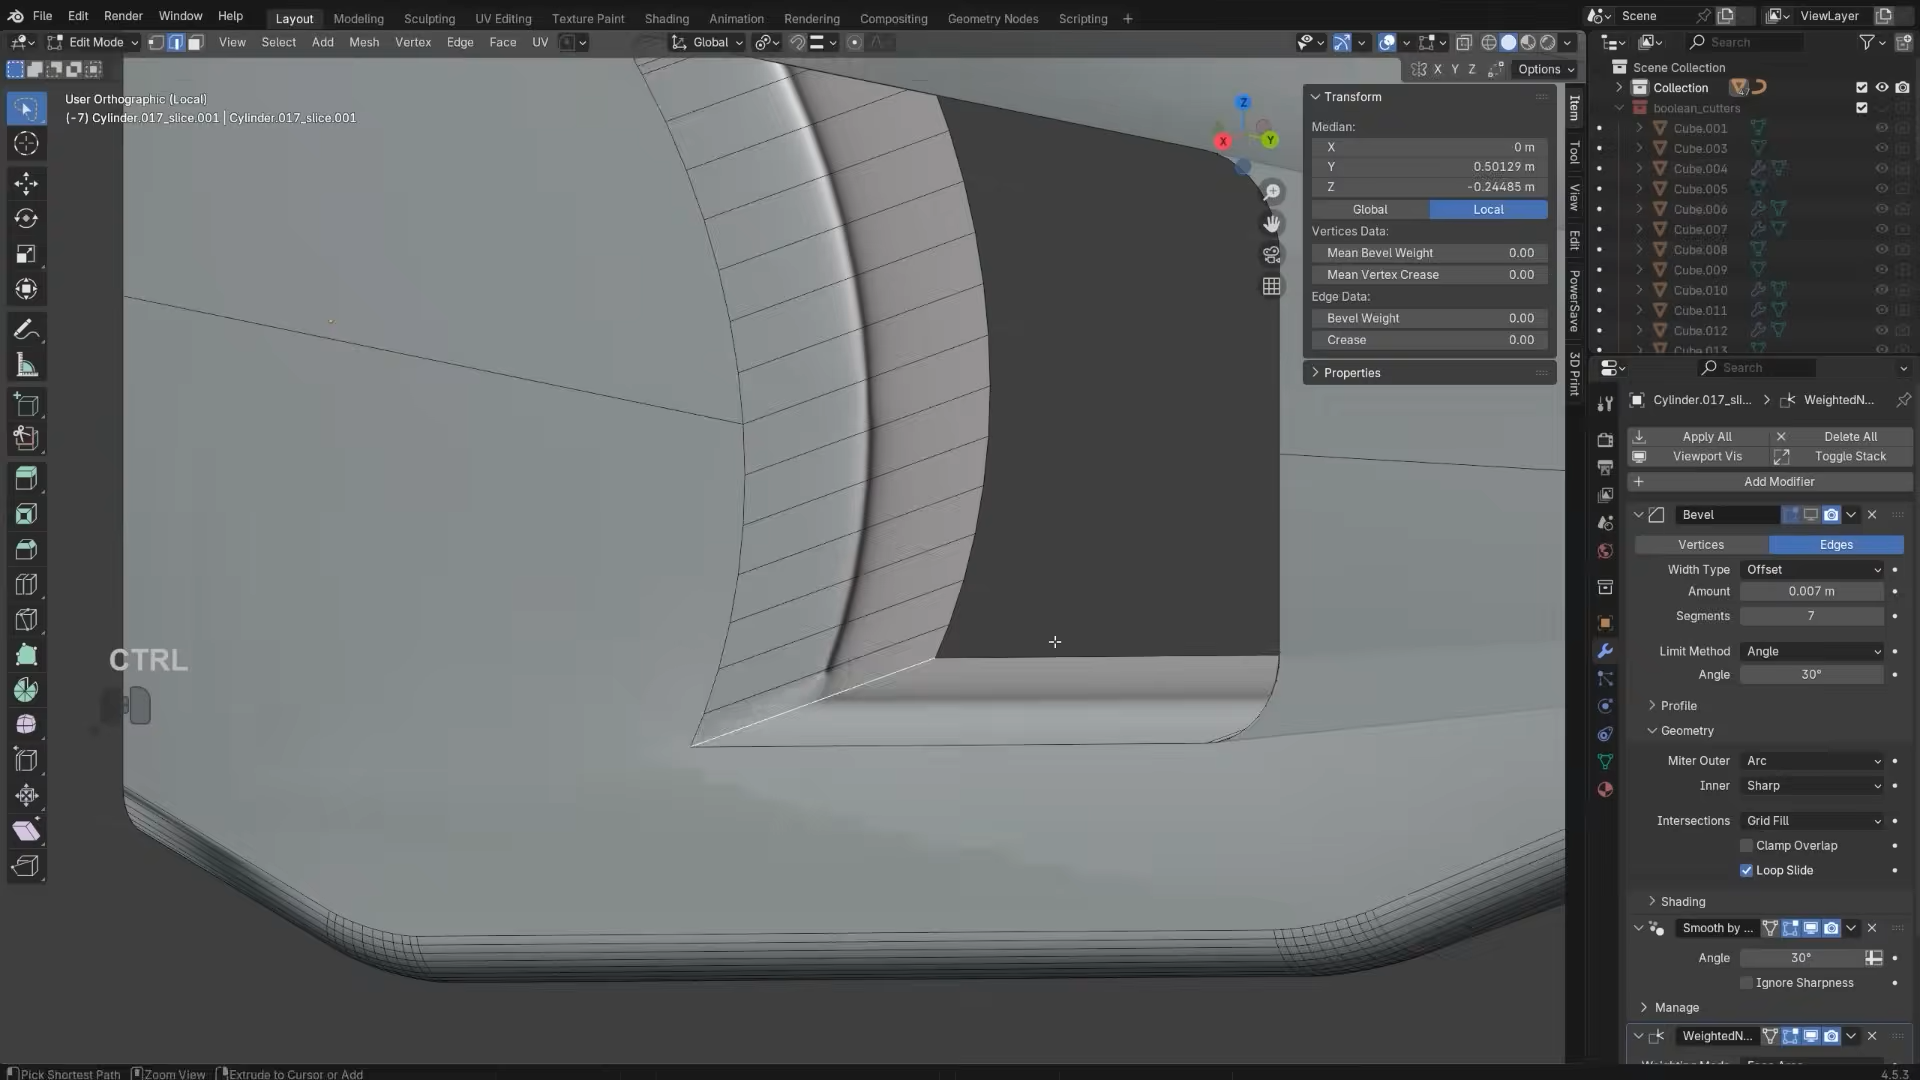 File Edit Render Window Help Layout Modeling Sculpting UV Editing Texture Paint Shading Animation Rendering Compositing Geometry Nodes Scripting + Scene ViewLayer
Edit Mode View Select Add Mesh Vertex Edge Face UV Global Search
X Y Z Options
Scene Collection
Collection
boolean_cutters
Cube.001
Cube.003
Cube.004
Cube.005
Cube.006
Cube.007
Cube.008
Cube.009
Cube.010
Cube.011
Cube.012
Cube.013
User Orthographic (Local)
(-7) Cylinder.017_slice.001 | Cylinder.017_slice.001
Z
X
Y
Transform
Median:
X 0 m
Y 0.50129 m
Z -0.24485 m
Global Local
Vertices Data:
Mean Bevel Weight 0.00
Mean Vertex Crease 0.00
Edge Data:
Bevel Weight 0.00
Crease 0.00
Properties
Item
Tool
View
Edit
PowerSave
3D Print
CTRL
Search
Cylinder.017_sli... > WeightedN...
Apply All Delete All
Viewport Vis Toggle Stack
Add Modifier
Bevel
Vertices Edges
Width Type Offset
Amount 0.007 m
Segments 7
Limit Method Angle
Angle 30°
Profile
Geometry
Miter Outer Arc
Inner Sharp
Intersections Grid Fill
Clamp Overlap
Loop Slide
Shading
Smooth by ...
Angle 30°
Ignore Sharpness
Manage
WeightedN...
Pick Shortest Path Zoom View Extrude to Cursor or Add 4.5.3